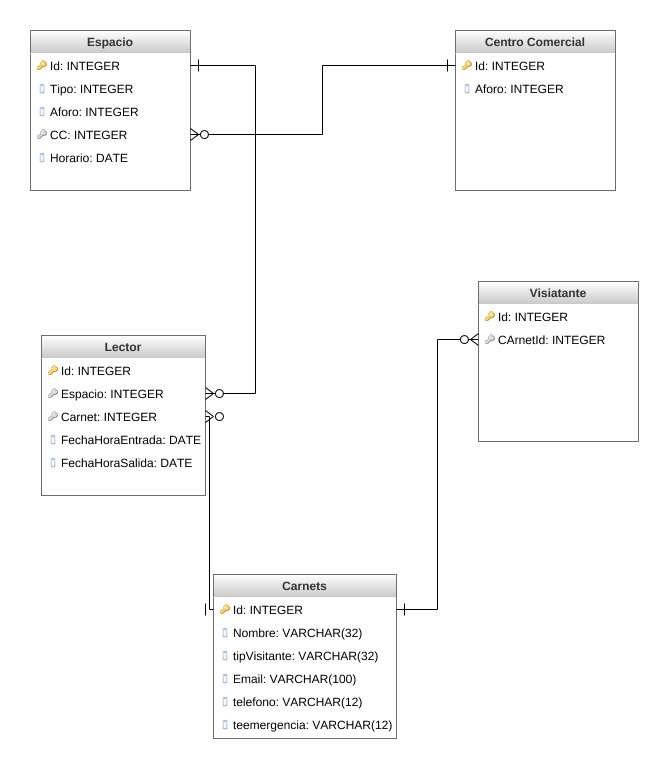 Espacio
Id: INTEGER
Tipo: INTEGER
Aforo: INTEGER
CC: INTEGER
Horario: DATE
Centro Comercial
Id: INTEGER
Aforo: INTEGER
Visiatante
Id: INTEGER
CArnetId: INTEGER
Lector
Id: INTEGER
Espacio: INTEGER
Carnet: INTEGER
FechaHoraEntrada: DATE
FechaHoraSalida: DATE
Carnets
Id: INTEGER
Nombre: VARCHAR(32)
tipVisitante: VARCHAR(32)
Email: VARCHAR(100)
telefono: VARCHAR(12)
teemergencia: VARCHAR(12)